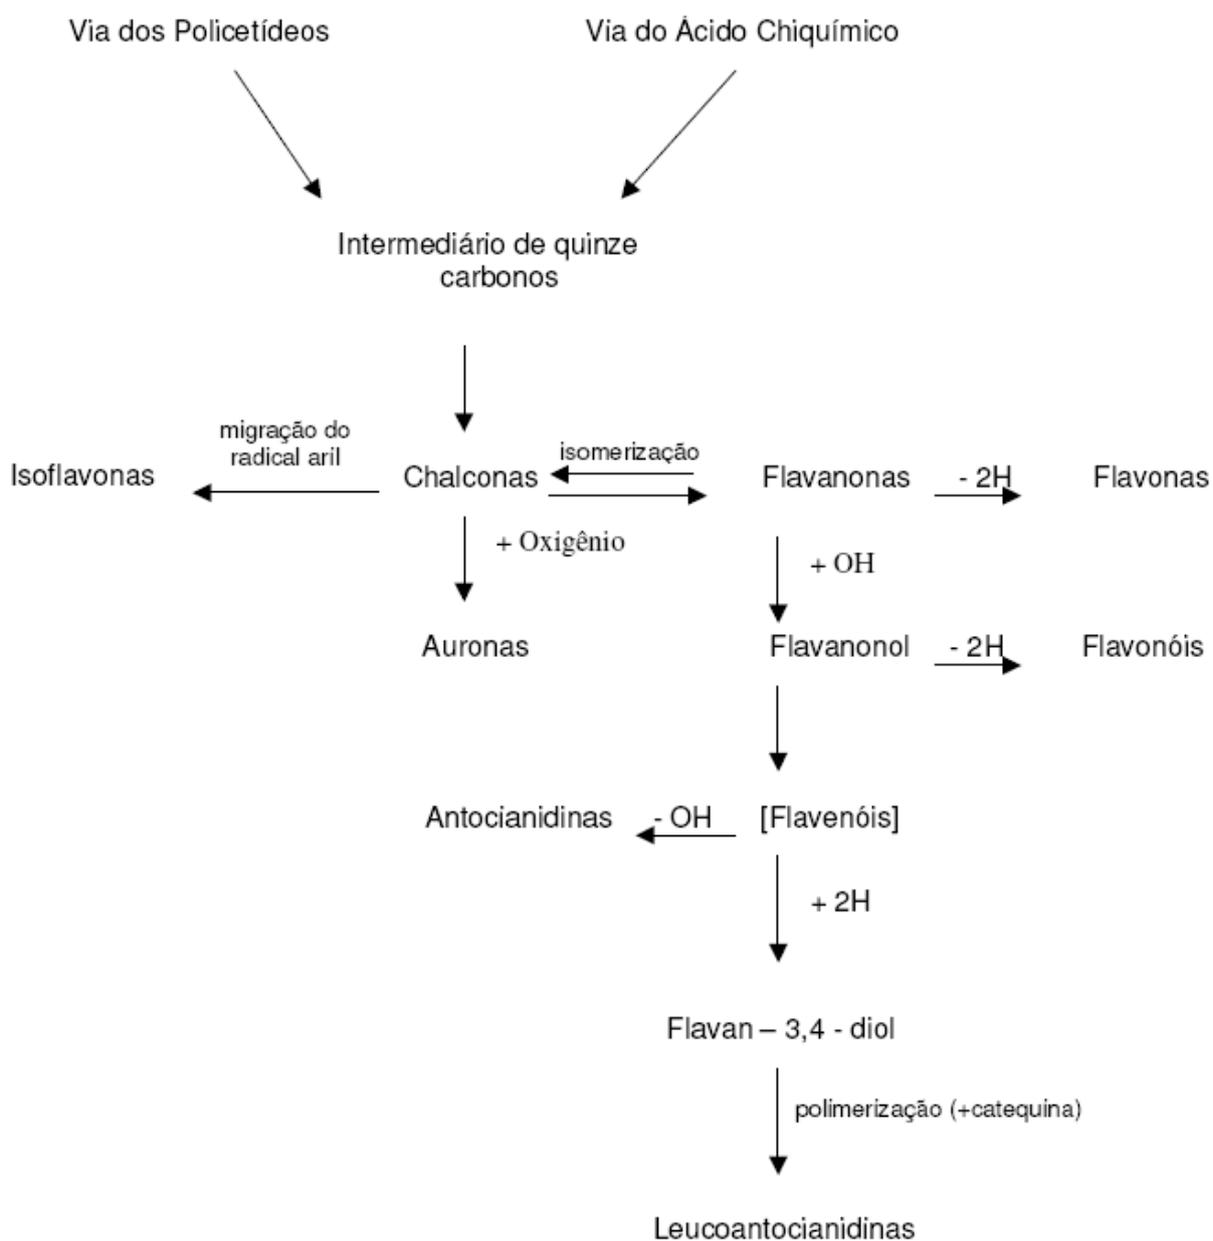 Via dos Policetídeos
Via do Ácido Chiquímico
Intermediário de quinze
carbonos
migração do
radical aril
isomerização
Isoflavonas
Chalconas
Flavanonas
- 2H
Flavonas
+ Oxigênio
+ OH
Auronas
Flavanonol
- 2H
Flavonóis
Antocianidinas
- OH
[Flavenóis]
+ 2H
Flavan – 3,4 - diol
polimerização (+catequina)
Leucoantocianidinas